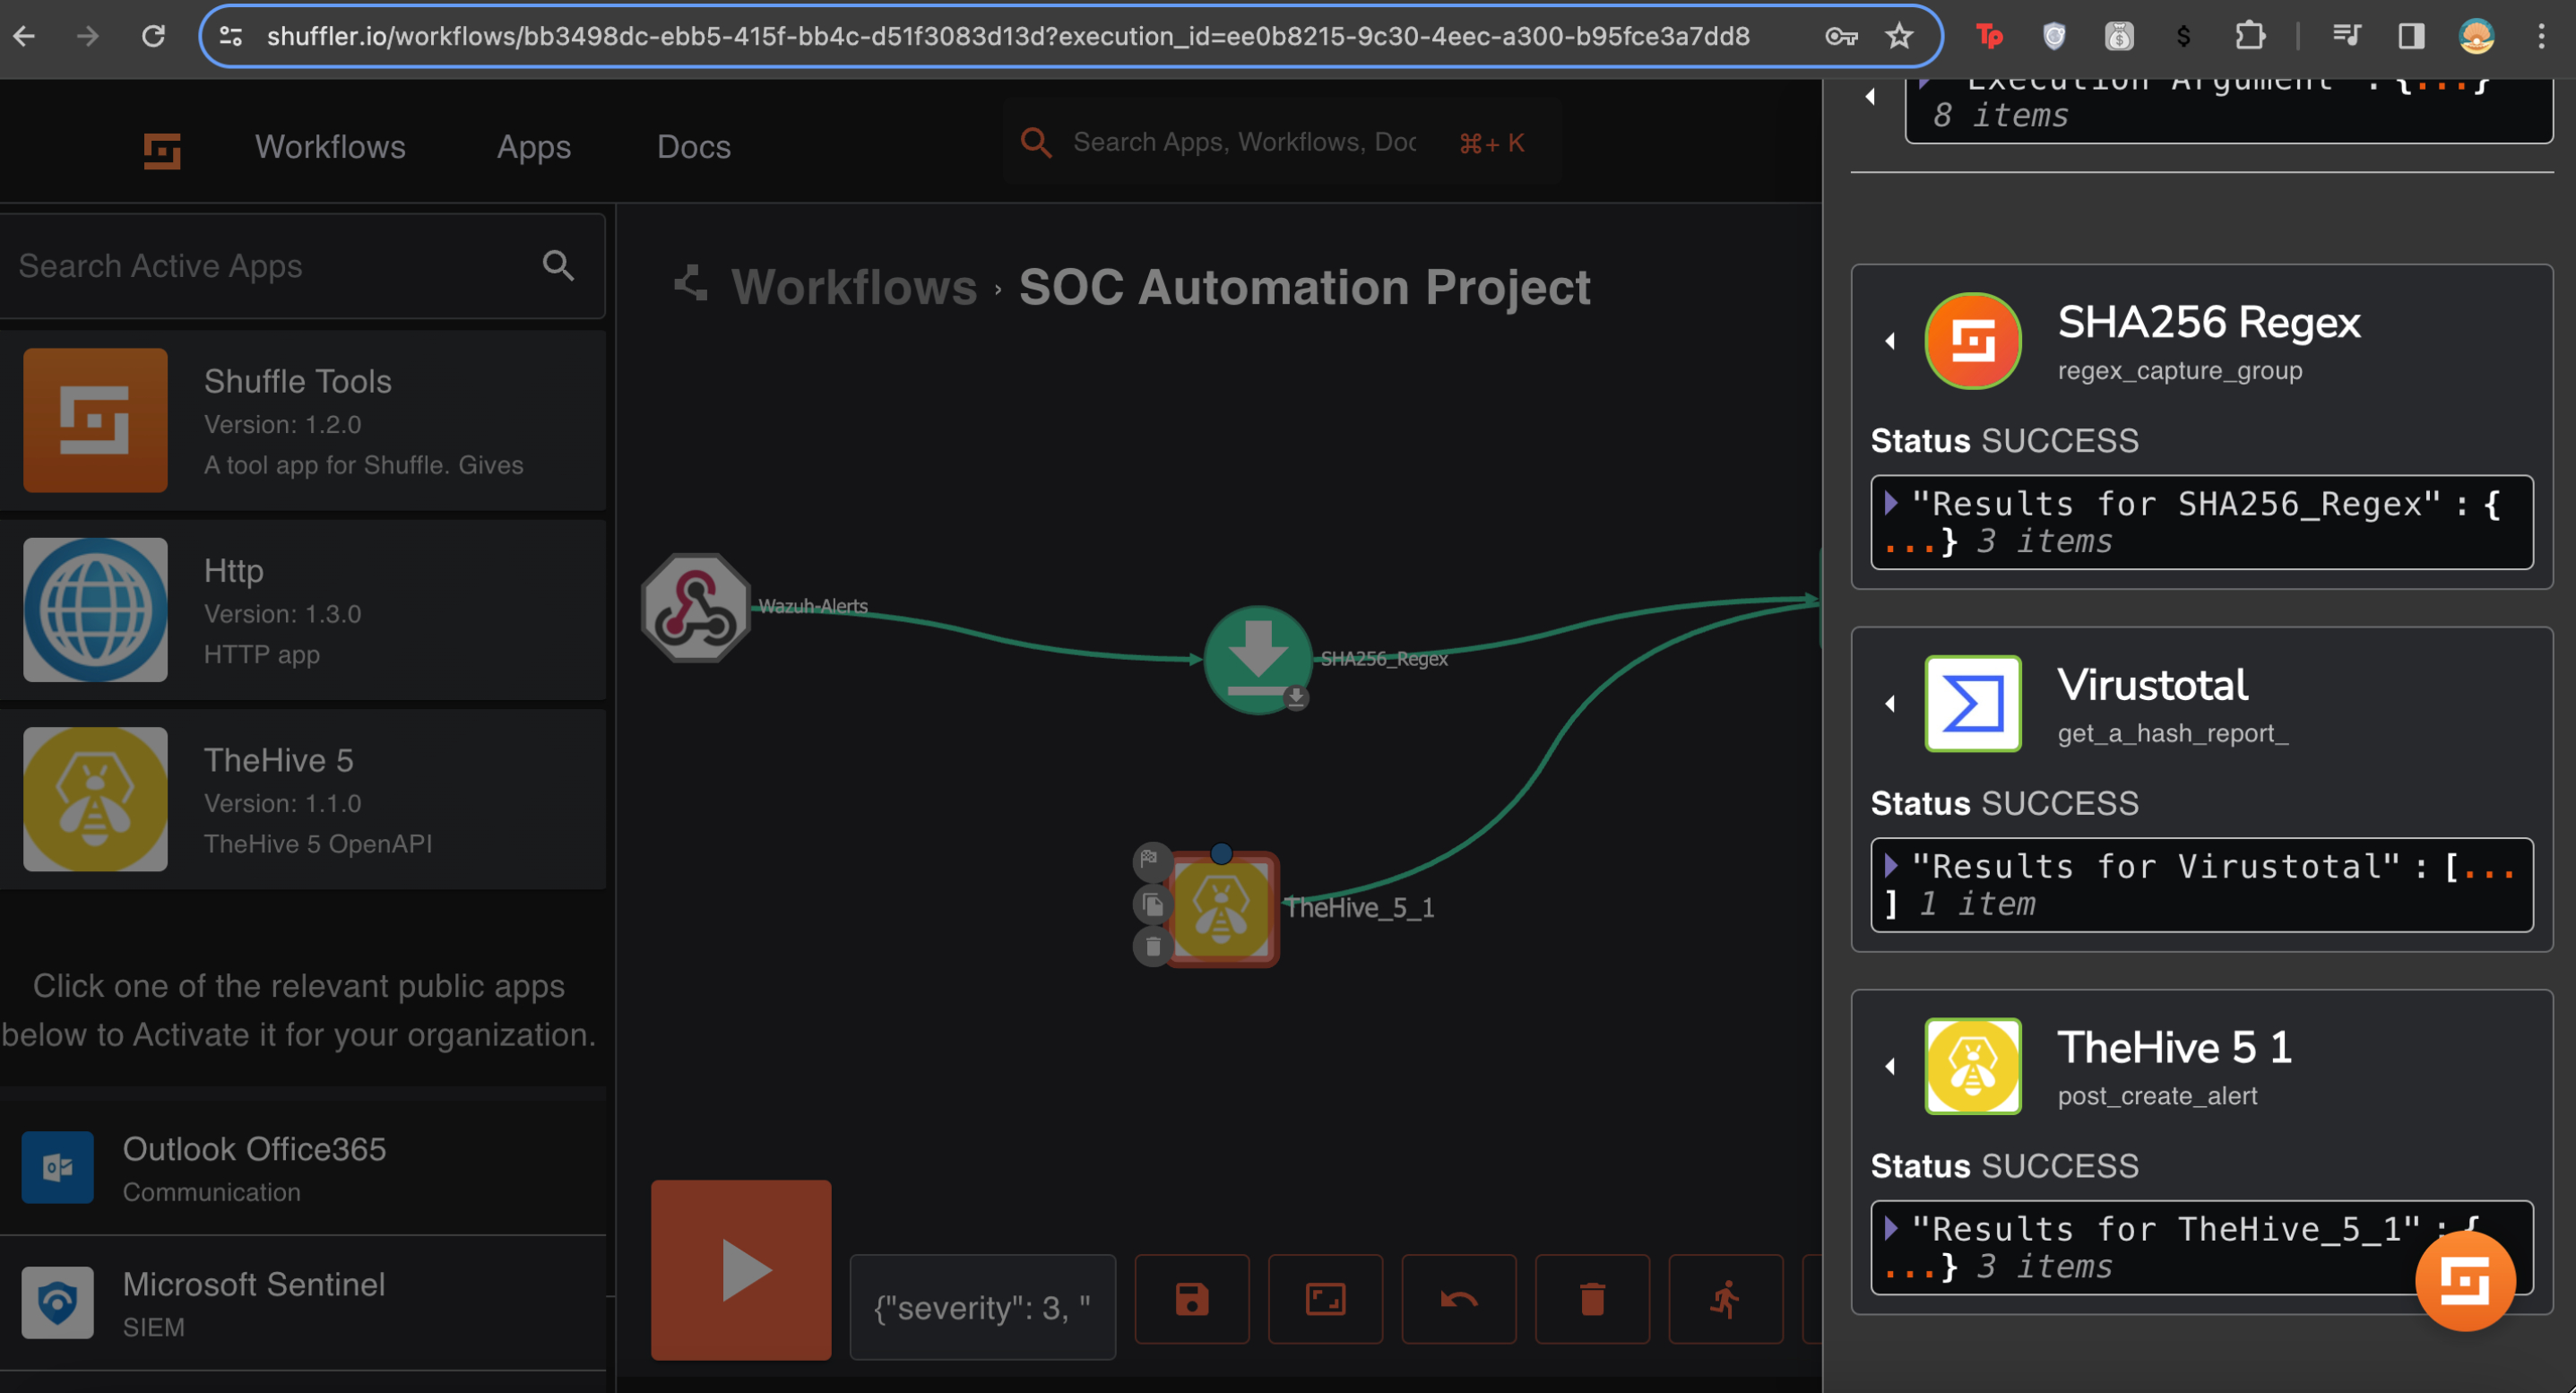 shuffler.io/workflows/bb3498dc-ebb5-415f-bb4c-d51f3083d13d?execution_id=ee0b8215-9c30-4eec-a300-b95fce3a7dd8
Tp
$
Workflows
Apps
Docs
Search Apps, Workflows, Doc
⌘+ K
Search Active Apps
Shuffle Tools
Version: 1.2.0
A tool app for Shuffle. Gives
Http
Version: 1.3.0
HTTP app
TheHive 5
Version: 1.1.0
TheHive 5 OpenAPI
Click one of the relevant public apps
below to Activate it for your organization.
Outlook Office365
Communication
Microsoft Sentinel
SIEM
Workflows › SOC Automation Project
Wazuh-Alerts
SHA256_Regex
TheHive_5_1
{"severity": 3, "
"Execution Argument" : {...}
8 items
SHA256 Regex
regex_capture_group
Status SUCCESS
"Results for SHA256_Regex" : {
...} 3 items
Virustotal
get_a_hash_report_
Status SUCCESS
"Results for Virustotal" : [...
] 1 item
TheHive 5 1
post_create_alert
Status SUCCESS
"Results for TheHive_5_1" : {
...} 3 items